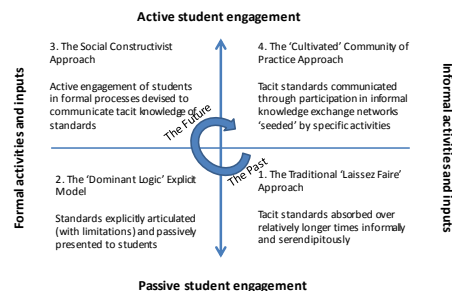 Active student engagement
3. The Social Constructivist
Approach
Active engagement of students
in formal processes devised to
communicate tacit knowledge of
standards
4. The ‘Cultivated’ Community of
Practice Approach
Tacit standards communicated
through participation in informal
knowledge exchange networks
‘seeded’ by specific activities
Formal activities and inputs
Informal activities and inputs
The Future
The Past
2. The ‘Dominant Logic’ Explicit
Model
Standards explicitly articulated
(with limitations) and passively
presented to students
1. The Traditional ‘Laissez Faire’
Approach
Tacit standards absorbed over
relatively longer times informally
and serendipitously
Passive student engagement